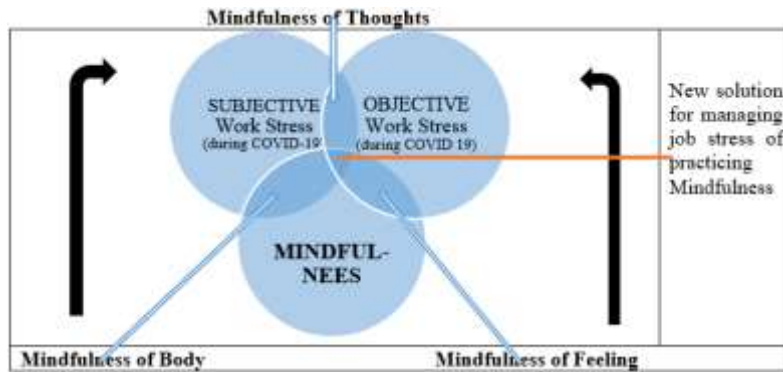 Mindfulness of Thoughts
SUBJECTIVE
Work Stress
(during COVID-19
OBJECTIVE
Work Stress
(during COVID 19)
MINDFUL-
NEES
New solution
for managing
job stress of
practicing
Mindfulness
Mindfulness of Body
Mindfulness of Feeling